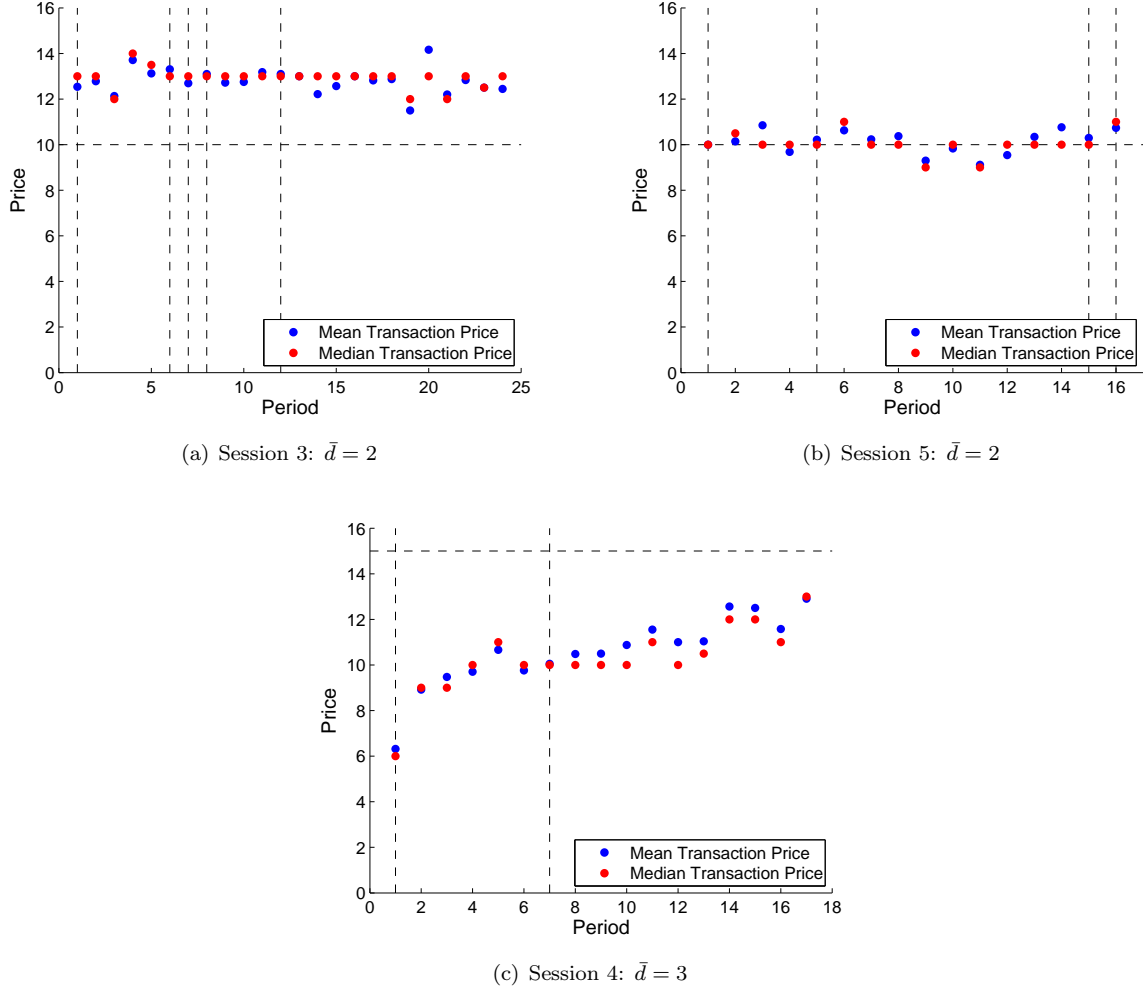 16
14
12
10
8
6
4
2
0
Price
0 5 10 15 20 25
Period
Mean Transaction Price
Median Transaction Price
(a) Session 3: d̄ = 2
16
14
12
10
8
6
4
2
0
Price
0 2 4 6 8 10 12 14 16
Period
Mean Transaction Price
Median Transaction Price
(b) Session 5: d̄ = 2
16
14
12
10
8
6
4
2
0
Price
0 2 4 6 8 10 12 14 16 18
Period
Mean Transaction Price
Median Transaction Price
(c) Session 4: d̄ = 3